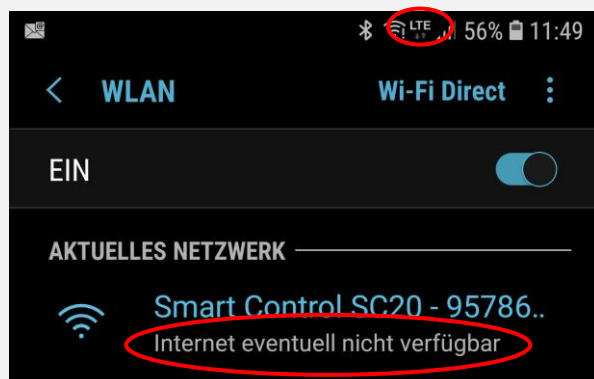 LTE 56% 11:49
WLAN Wi-Fi Direct
EIN
AKTUELLES NETZWERK
Smart Control SC20 - 95786..
Internet eventuell nicht verfügbar